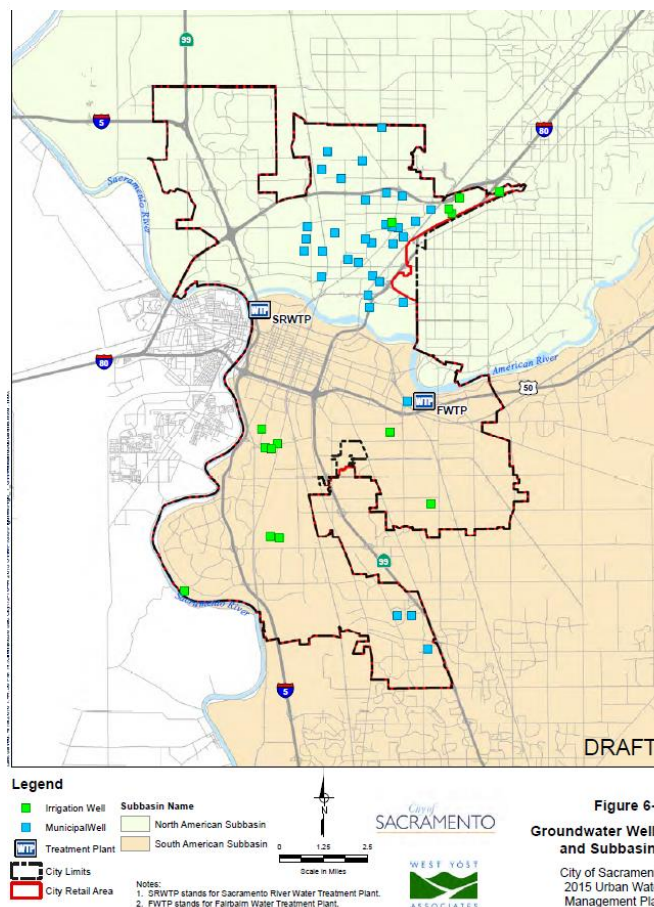 99
5
80
Sacramento River
SRWTP
80
American River
50
FWTP
99
Sacramento River
5
DRAFT
Legend
Irrigation Well
MunicipalWell
Treatment Plant
City Limits
City Retail Area
Subbasin Name
North American Subbasin
South American Subbasin
N
0 1.25 2.5
Scale in Miles
Notes:
1. SRWTP stands for Sacramento River Water Treatment Plant.
2. FWTP stands for Fairbairn Water Treatment Plant.
City of
SACRAMENTO
WEST YOST
ASSOCIATES
Figure 6-
Groundwater Well
and Subbasin
City of Sacramen
2015 Urban Wate
Management Pla